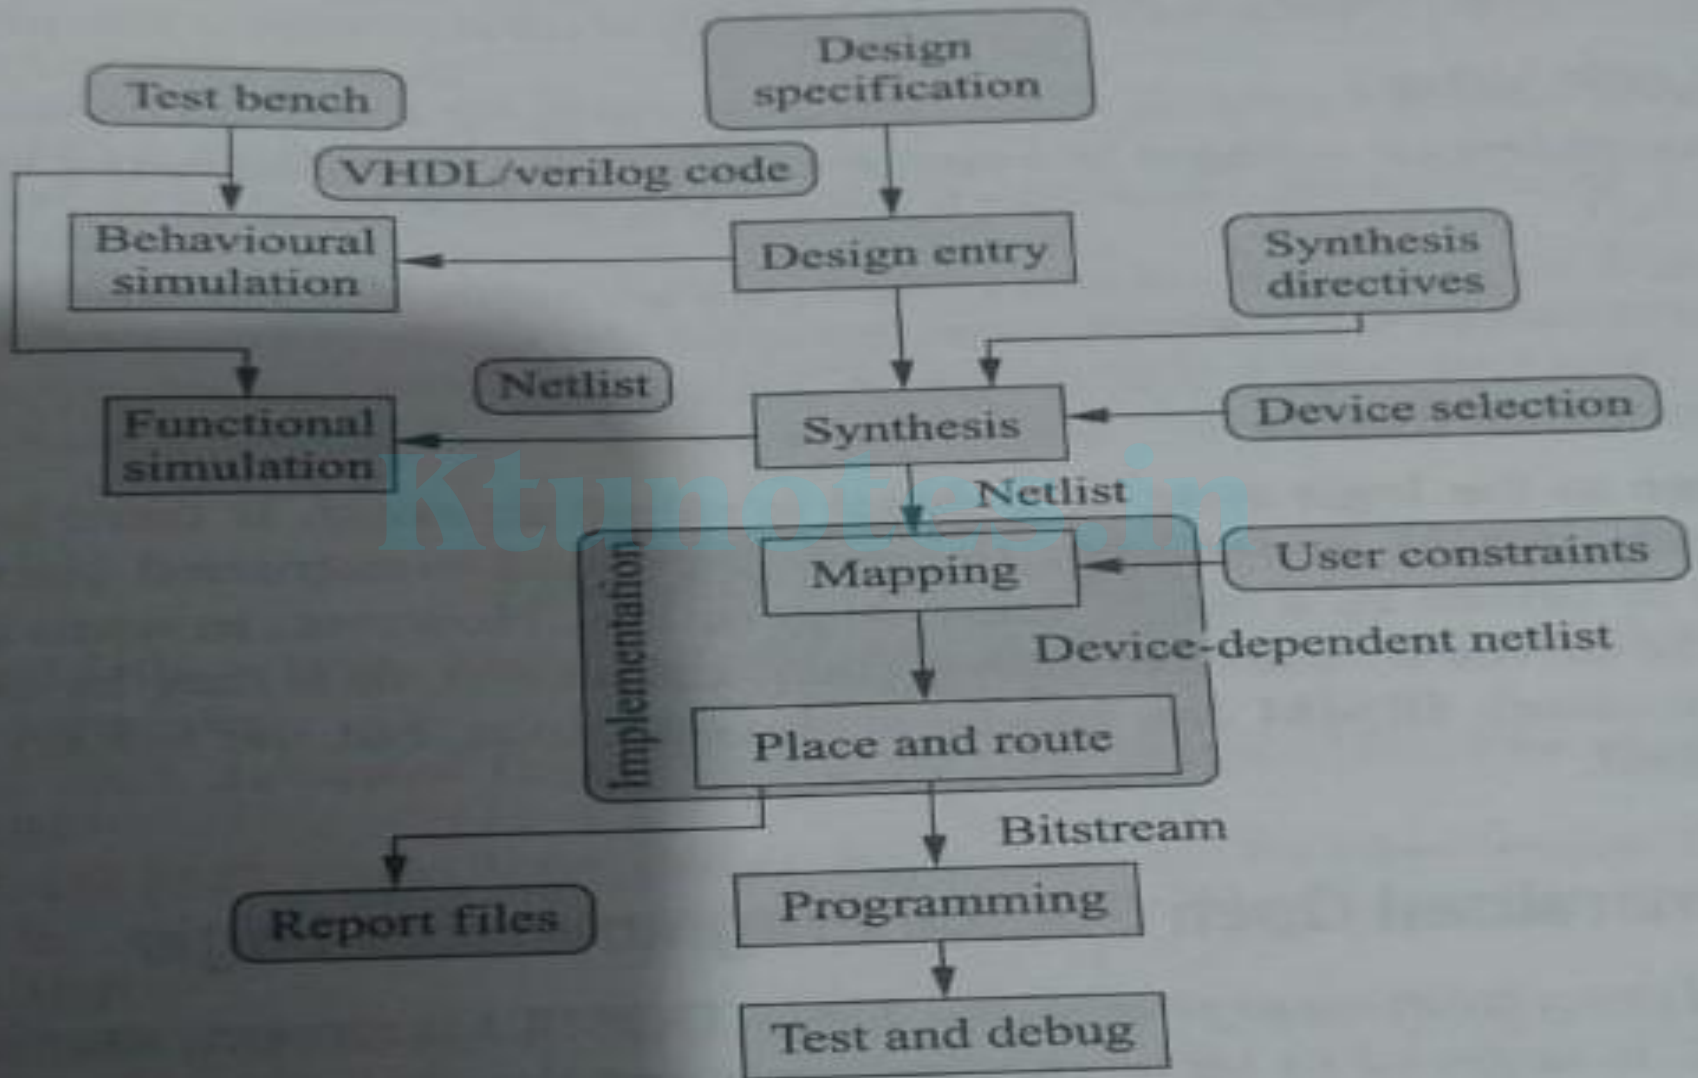 Design
specification
Test bench
VHDL/verilog code
Behavioural
simulation
Design entry
Synthesis
directives
Netlist
Device selection
Functional
simulation
Synthesis
Ktunotes.in
Netlist
Implementation
Mapping
User constraints
Device-dependent netlist
Place and route
Bitstream
Report files
Programming
Test and debug